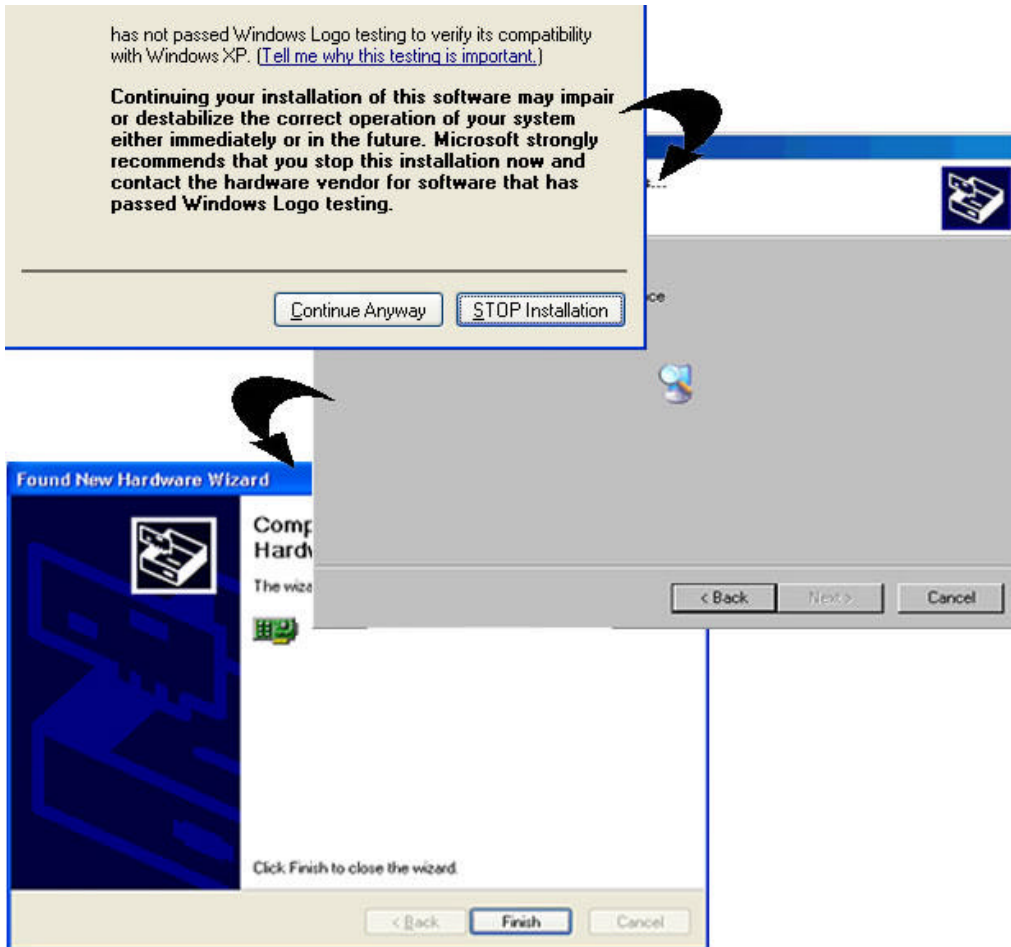 has not passed Windows Logo testing to verify its compatibility
with Windows XP. (Tell me why this testing is important.)
Continuing your installation of this software may impair
or destabilize the correct operation of your system
either immediately or in the future. Microsoft strongly
recommends that you stop this installation now and
contact the hardware vendor for software that has
passed Windows Logo testing.
Continue Anyway
STOP Installation
< Back
Next >
Cancel
Found New Hardware Wizard
The
Click Finish to close the wizard.
< Back
Finish
Cancel